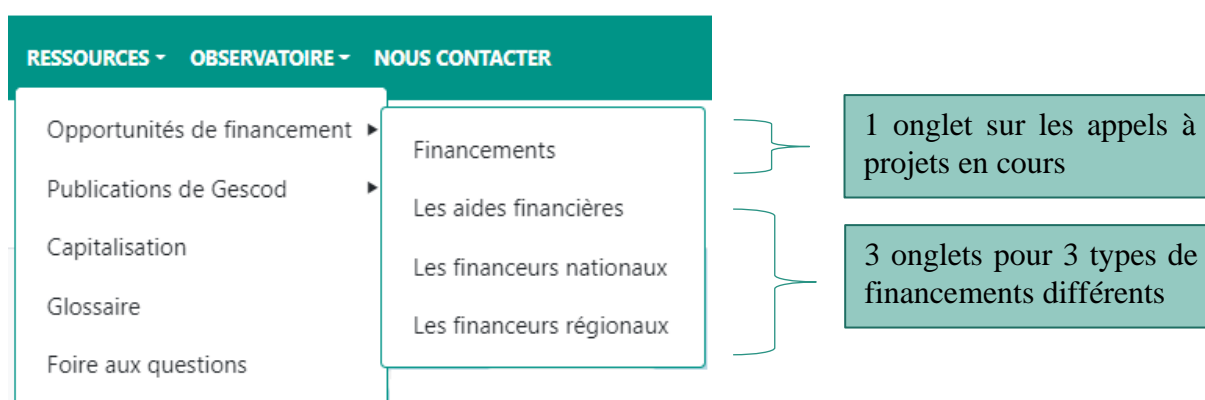 RESSOURCES OBSERVATOIRE NOUS CONTACTER
Opportunités de financement
Publications de Gescod
Capitalisation
Glossaire
Foire aux questions
Financements
Les aides financières
Les financeurs nationaux
Les financeurs régionaux
1 onglet sur les appels à
projets en cours
3 onglets pour 3 types de
financements différents